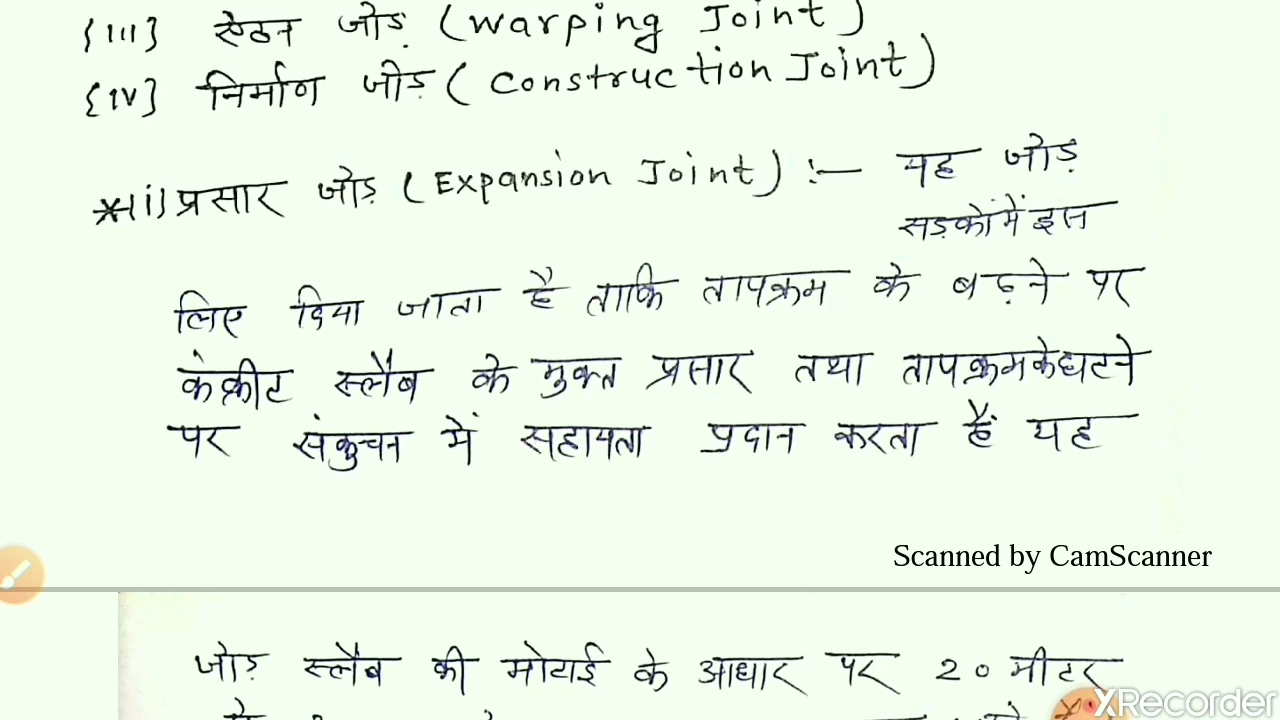 {III} ऐठन जोड़ (Warping Joint)
{IV} निर्माण जोड़ (Construction Joint)
*(i) प्रसार जोड़ (Expansion Joint) :- यह जोड़
सड़कों में इस
लिए दिया जाता है ताकि तापक्रम के बढ़ने पर
कंक्रीट स्लैब के मुक्त प्रसार तथा तापक्रम के घटने
पर संकुचन में सहायता प्रदान करता हैं यह
Scanned by CamScanner
जोड़ स्लैब की मोटाई के आधार पर 20 मीटर
XRecorder